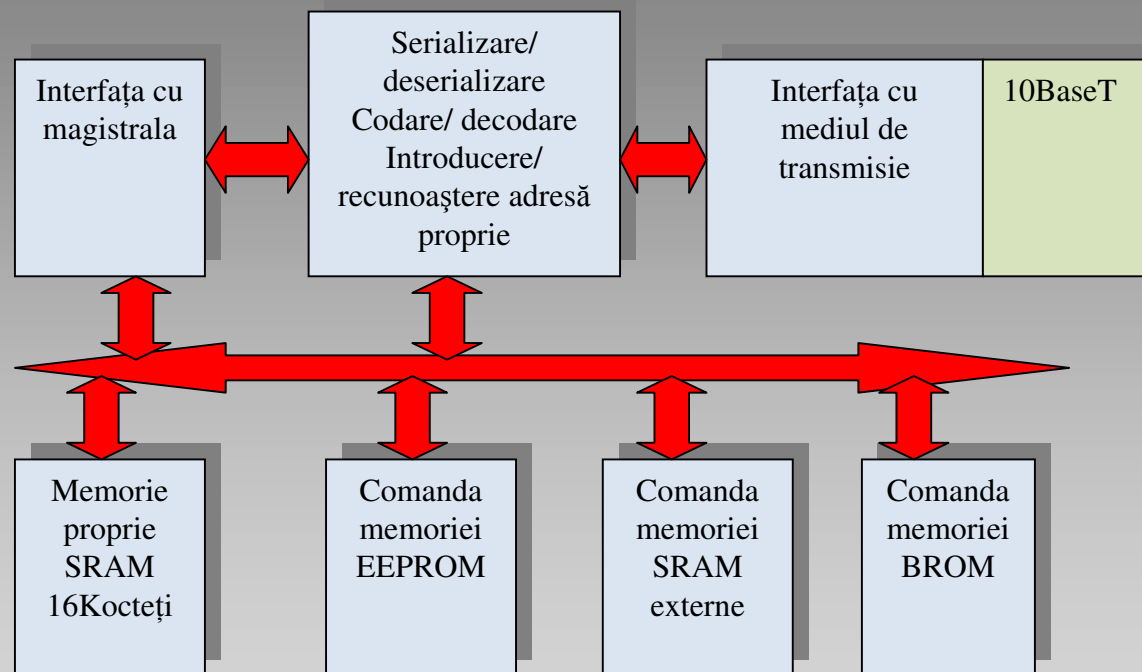 Interfața cu
magistrala
Serializare/
deserializare
Codare/ decodare
Introducere/
recunoaştere adresă
proprie
Interfața cu
mediul de
transmisie
10BaseT
Memorie
proprie
SRAM
16Kocteți
Comanda
memoriei
EEPROM
Comanda
memoriei
SRAM
externe
Comanda
memoriei
BROM